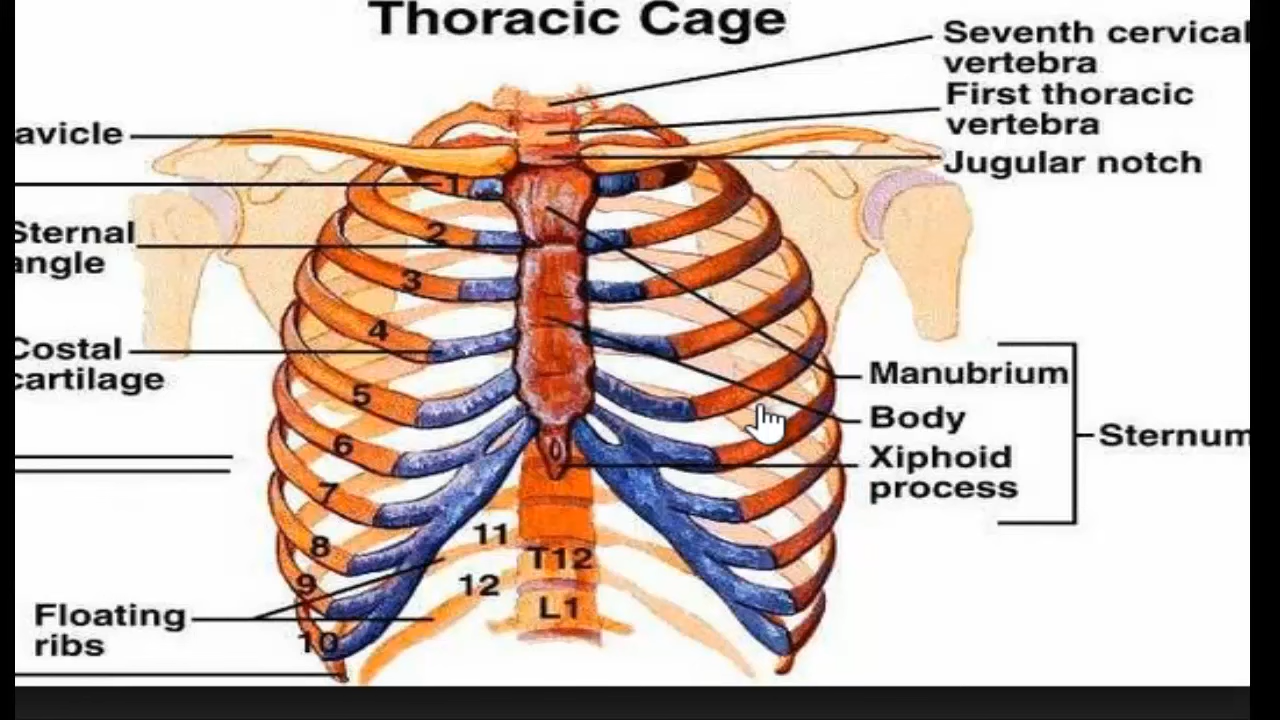 Thoracic Cage
Seventh cervical
vertebra
First thoracic
vertebra
Jugular notch
avicle
Sternal
angle
Costal
cartilage
Floating
ribs
1
2
3
4
5
6
7
8
9
10
11
12
T12
L1
Manubrium
Body
Xiphoid
process
Sternum